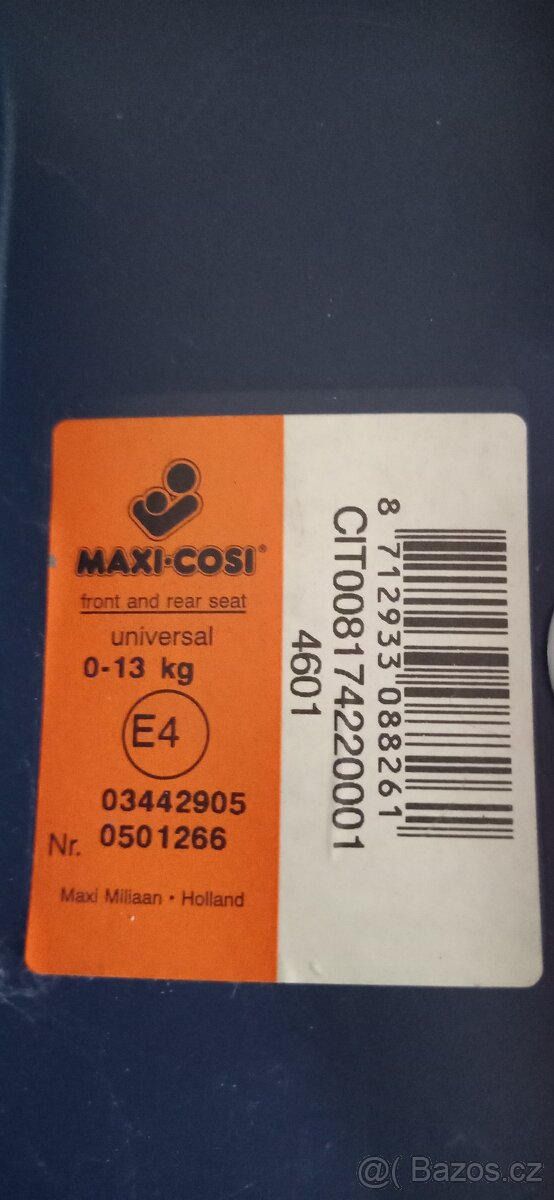 MAXI·COSI®
front and rear seat
universal
0-13 kg
E4
03442905
Nr. 0501266
Maxi Miliaan • Holland
8 712933 088261
CIT008174220001
4601
@( Bazos.cz